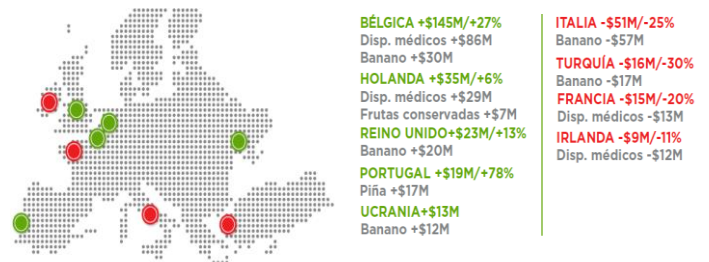 BÉLGICA +$145M/+27%
Disp. médicos +$86M
Banano +$30M
HOLANDA +$35M/+6%
Disp. médicos +$29M
Frutas conservadas +$7M
REINO UNIDO+$23M/+13%
Banano +$20M
PORTUGAL +$19M/+78%
Piña +$17M
UCRANIA+$13M
Banano +$12M
ITALIA -$51M/-25%
Banano -$57M
TURQUÍA -$16M/-30%
Banano -$17M
FRANCIA -$15M/-20%
Disp. médicos -$13M
IRLANDA -$9M/-11%
Disp. médicos -$12M